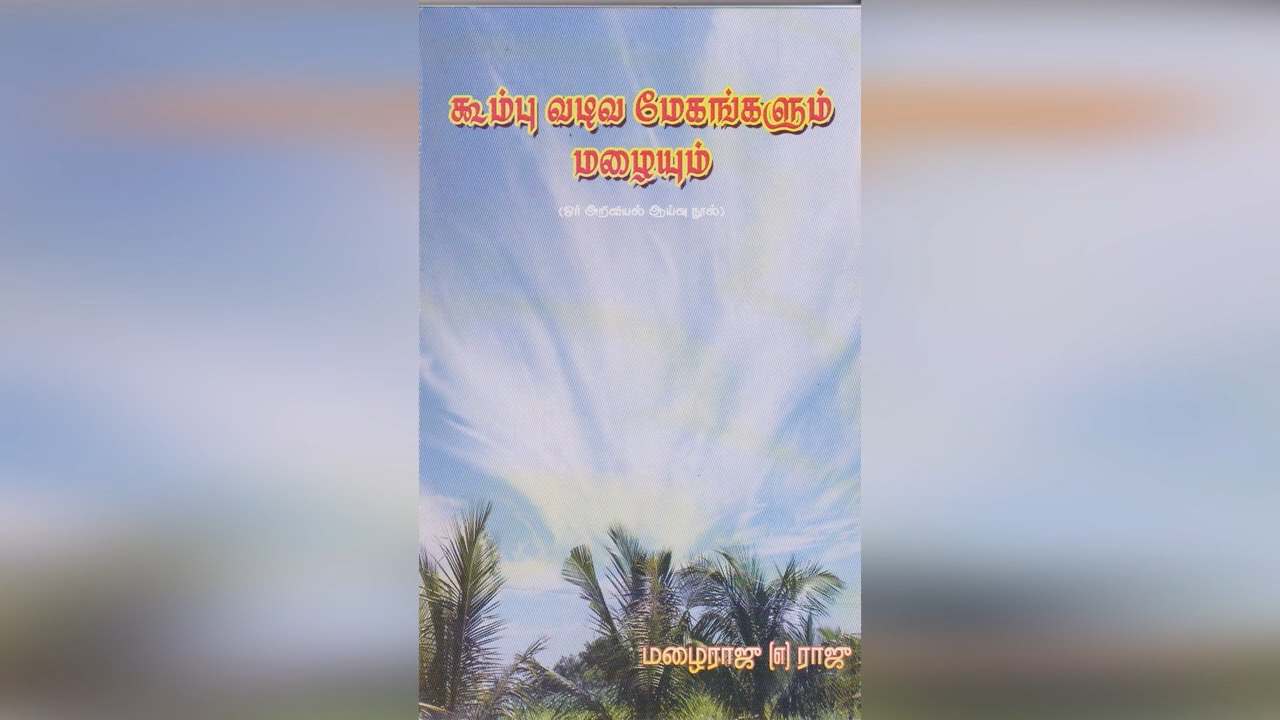 கூம்பு வடிவ மேகங்களும்
மழையும்
(ஓர் அறிவியல் ஆய்வு நூல்)
மழைராஜு (எ) ராஜு